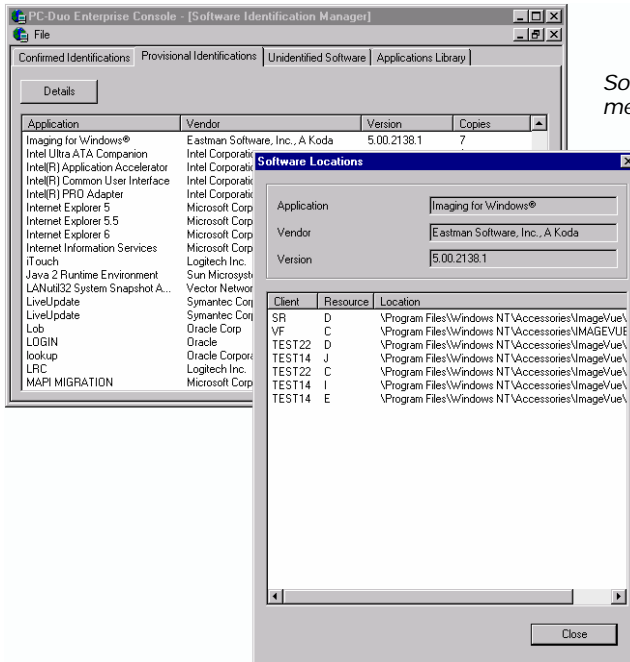 PC-Duo Enterprise Console - [Software Identification Manager]
File
Confirmed Identifications Provisional Identifications Unidentified Software Applications Library
Details
Application Vendor Version Copies
Imaging for Windows® Eastman Software, Inc., A Koda 5.00.2138.1 7
Intel Ultra ATA Companion Intel Corporatic
Intel(R) Application Accelerator Intel Corporatic
Intel(R) Common User Interface Intel Corporatic
Intel(R) PRO Adapter Intel Corporatic
Internet Explorer 5 Microsoft Corp
Internet Explorer 5.5 Microsoft Corp
Internet Explorer 6 Microsoft Corp
Internet Information Services Microsoft Corp
iTouch Logitech Inc.
Java 2 Runtime Environment Sun Microsyst
LANutil32 System Snapshot A... Vector Networ
LiveUpdate Symantec Corp
LiveUpdate Symantec Corp
Lob Oracle Corp
LOGIN Oracle
lookup Oracle Corpora
LRC Logitech Inc.
MAPI MIGRATION Microsoft Corp
So
me
Software Locations
Application Imaging for Windows®
Vendor Eastman Software, Inc., A Koda
Version 5.00.2138.1
Client Resource Location
SR D \Program Files\Windows NT\Accessories\ImageVue\
VF C \Program Files\Windows NT\Accessories\IMAGEVUE
TEST22 D \Program Files\Windows NT\Accessories\ImageVue\
TEST14 J \Program Files\Windows NT\Accessories\ImageVue\
TEST22 C \Program Files\Windows NT\Accessories\ImageVue\
TEST14 I \Program Files\Windows NT\Accessories\ImageVue\
TEST14 E \Program Files\Windows NT\Accessories\ImageVue\
Close